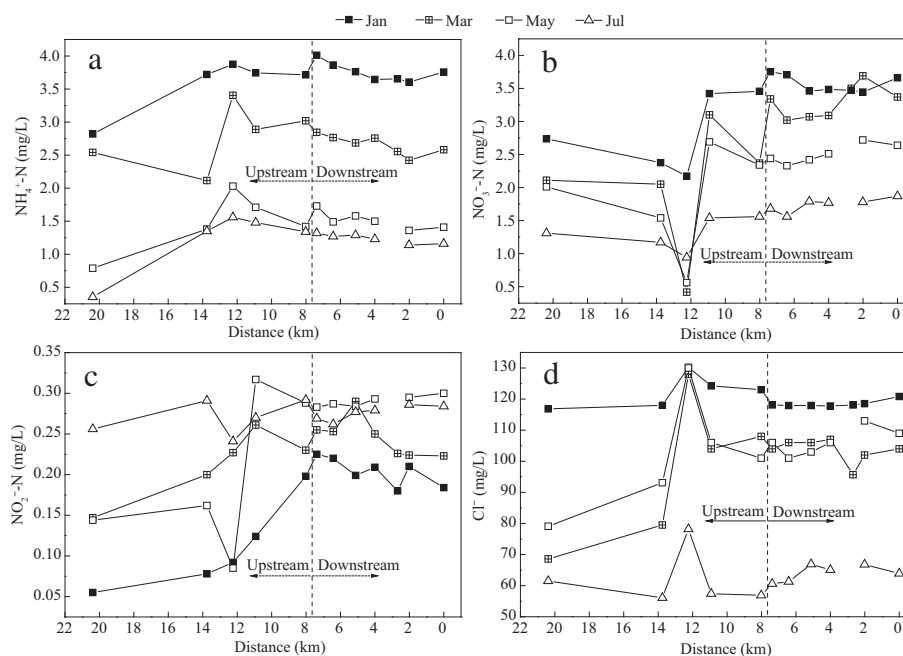 Jan Mar May Jul
a
NH₄⁺-N (mg/L)
4.0
3.5
3.0
2.5
2.0
1.5
1.0
0.5
Upstream Downstream
22 20 18 16 14 12 10 8 6 4 2 0
Distance (km)
b
NO₃⁻-N (mg/L)
4.0
3.5
3.0
2.5
2.0
1.5
1.0
0.5
Upstream Downstream
22 20 18 16 14 12 10 8 6 4 2 0
Distance (km)
c
NO₂⁻-N (mg/L)
0.35
0.30
0.25
0.20
0.15
0.10
0.05
Upstream Downstream
22 20 18 16 14 12 10 8 6 4 2 0
Distance (km)
d
Cl⁻ (mg/L)
130
120
110
100
90
80
70
60
50
Upstream Downstream
22 20 18 16 14 12 10 8 6 4 2 0
Distance (km)